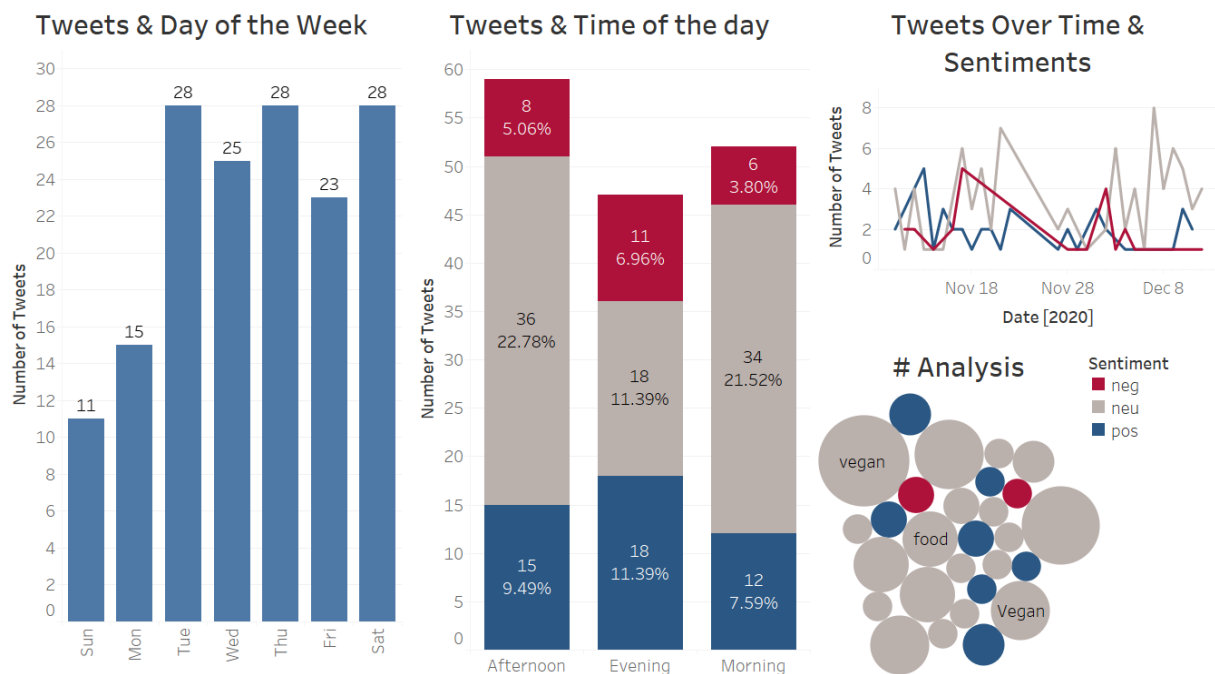 Tweets & Day of the Week
Number of Tweets
30
28
26
24
22
20
18
16
14
12
10
8
6
4
2
0
11
15
28
25
28
23
28
Sun
Mon
Tue
Wed
Thu
Fri
Sat
Tweets & Time of the day
Number of Tweets
60
55
50
45
40
35
30
25
20
15
10
5
0
8
5.06%
36
22.78%
15
9.49%
11
6.96%
18
11.39%
18
11.39%
6
3.80%
34
21.52%
12
7.59%
Afternoon
Evening
Morning
Tweets Over Time &
Sentiments
Number of Tweets
8
6
4
2
0
Nov 18
Nov 28
Dec 8
Date [2020]
# Analysis
vegan
food
Vegan
Sentiment
neg
neu
pos